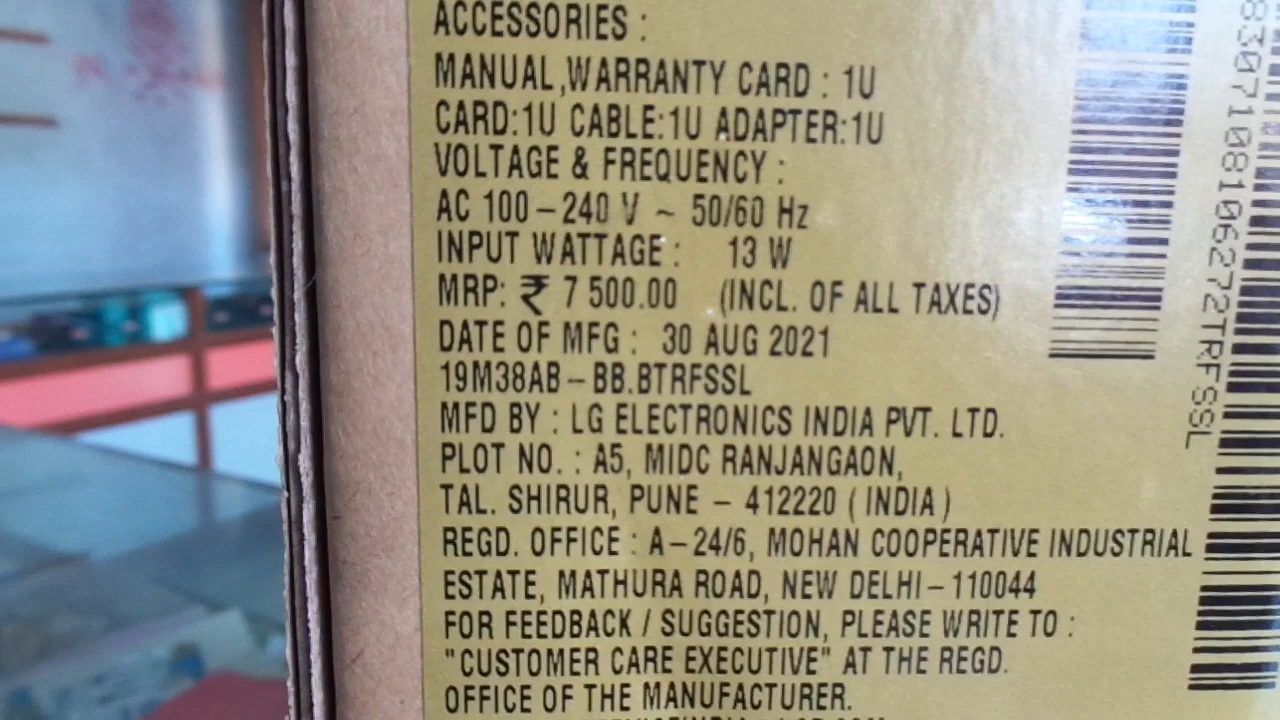 ACCESSORIES :
MANUAL,WARRANTY CARD : 1U
CARD:1U CABLE:1U ADAPTER:1U
VOLTAGE & FREQUENCY :
AC 100 – 240 V ~ 50/60 Hz
INPUT WATTAGE : 13 W
MRP: ₹ 7 500.00 (INCL. OF ALL TAXES)
DATE OF MFG : 30 AUG 2021
19M38AB – BB.BTRFSSL
MFD BY : LG ELECTRONICS INDIA PVT. LTD.
PLOT NO. : A5, MIDC RANJANGAON,
TAL. SHIRUR, PUNE – 412220 ( INDIA )
REGD. OFFICE : A – 24/6, MOHAN COOPERATIVE INDUSTRIAL
ESTATE, MATHURA ROAD, NEW DELHI – 110044
FOR FEEDBACK / SUGGESTION, PLEASE WRITE TO :
"CUSTOMER CARE EXECUTIVE" AT THE REGD.
OFFICE OF THE MANUFACTURER.